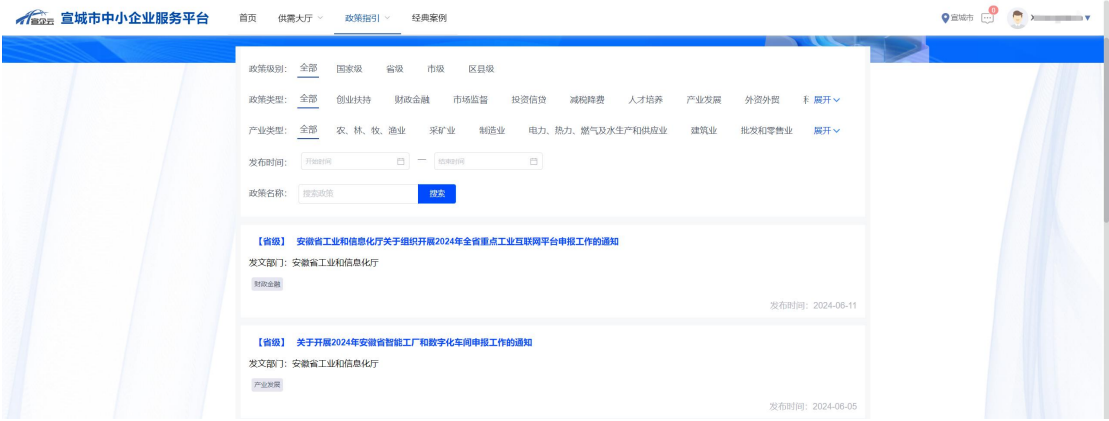 宣企云 宣城市中小企业服务平台 首页 供需大厅 政策指引 经典案例 宣城市 0
政策级别： 全部 国家级 省级 市级 区县级
政策类型： 全部 创业扶持 财政金融 市场监督 投资信贷 减税降费 人才培养 产业发展 外资外贸 展开
产业类型： 全部 农、林、牧、渔业 采矿业 制造业 电力、热力、燃气及水生产和供应业 建筑业 批发和零售业 展开
发布时间： 开始时间 — 结束时间
政策名称： 搜索政策 搜索
【省级】 安徽省工业和信息化厅关于组织开展2024年全省重点工业互联网平台申报工作的通知
发文部门：安徽省工业和信息化厅
财政金融
发布时间：2024-06-11
【省级】 关于开展2024年安徽省智能工厂和数字化车间申报工作的通知
发文部门：安徽省工业和信息化厅
产业发展
发布时间：2024-06-05